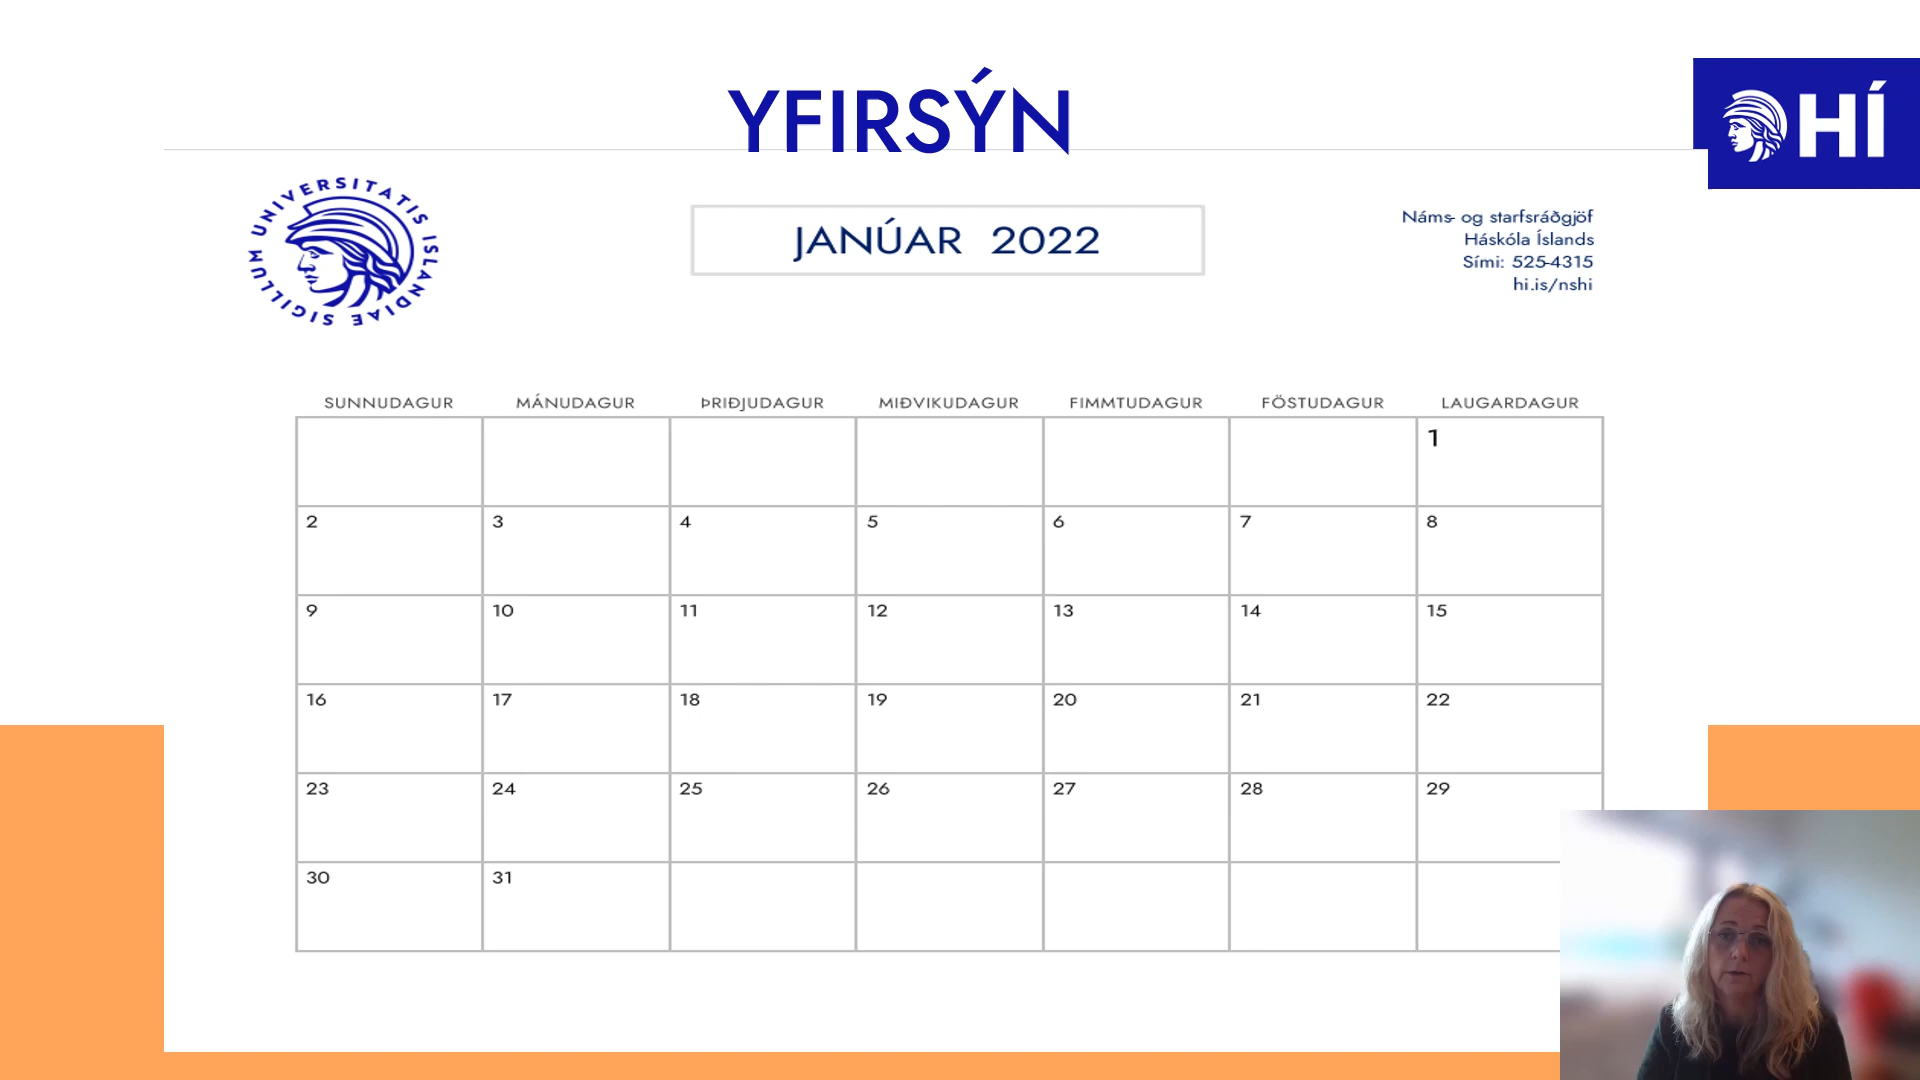 YFIRSÝN
HÍ
UNIVERSITATIS ISLANDIAE SIGILLUM
JANÚAR 2022
Náms- og starfsráðgjöf
Háskóla Íslands
Sími: 525-4315
hi.is/nshi
SUNNUDAGUR MÁNUDAGUR ÞRIÐJUDAGUR MIÐVIKUDAGUR FIMMTUDAGUR FÖSTUDAGUR LAUGARDAGUR
1
2 3 4 5 6 7 8
9 10 11 12 13 14 15
16 17 18 19 20 21 22
23 24 25 26 27 28 29
30 31